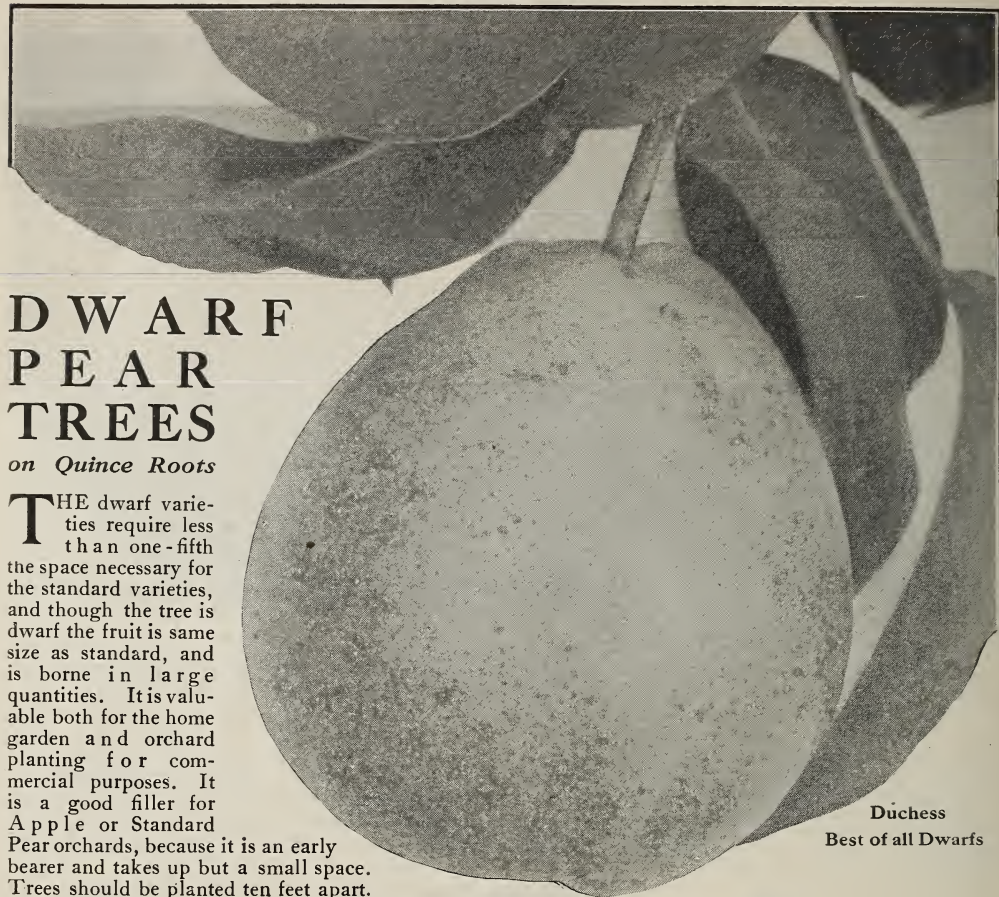 DWARF
PEAR
TREES
on Quince Roots
THE dwarf varie-
ties require less
than one-fifth
the space necessary for
the standard varieties,
and though the tree is
dwarf the fruit is same
size as standard, and
is borne in large
quantities. It is valu-
able both for the home
garden and orchard
planting for com-
mercial purposes. It
is a good filler for
Apple or Standard
Pear orchards, because it is an early
bearer and takes up but a small space.
Trees should be planted ten feet apart.
Duchess
Best of all Dwarfs